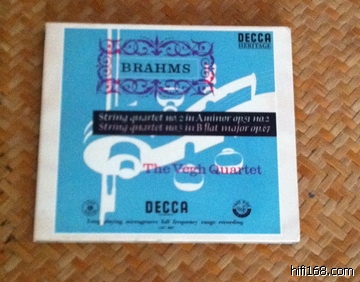 DECCA
HERITAGE
BRAHMS
String quartet no.2 in A minor op.51 no.2
String quartet no.3 in B flat major op.67
The Végh Quartet
DECCA
Long playing microgroove full frequency range recording
hifi168.com